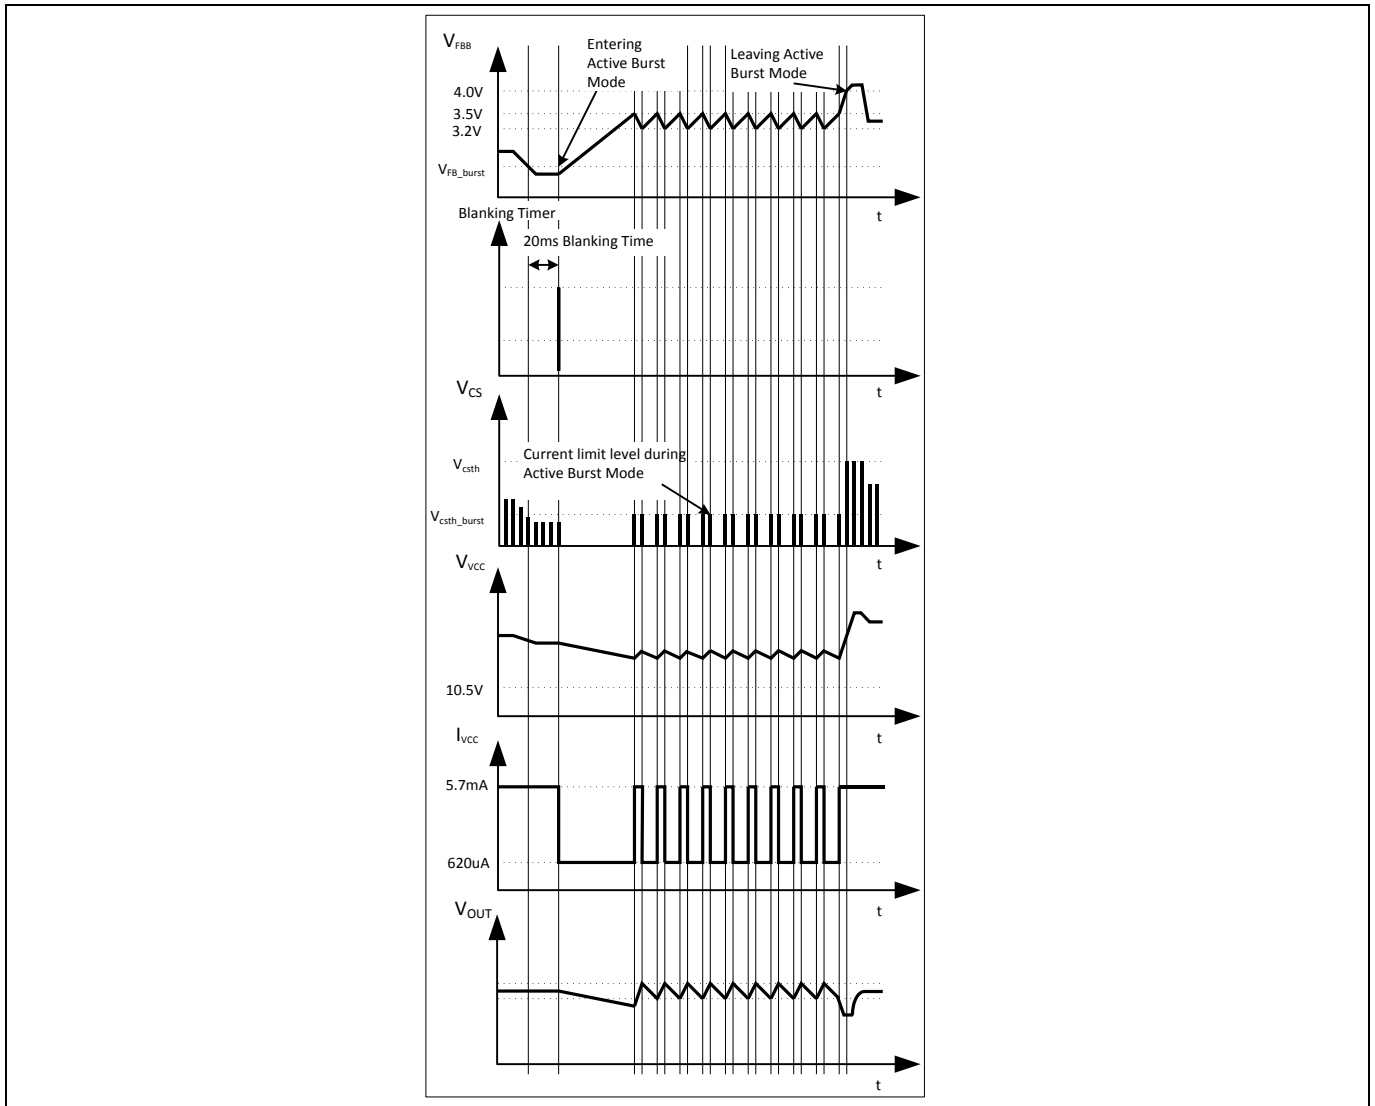 V_FBB
Entering
Active Burst
Mode
Leaving Active
Burst Mode
4.0V
3.5V
3.2V
V_FB_burst
t
Blanking Timer
20ms Blanking Time
t
V_CS
V_csth
Current limit level during
Active Burst Mode
V_csth_burst
t
V_VCC
10.5V
t
I_VCC
5.7mA
620uA
t
V_OUT
t